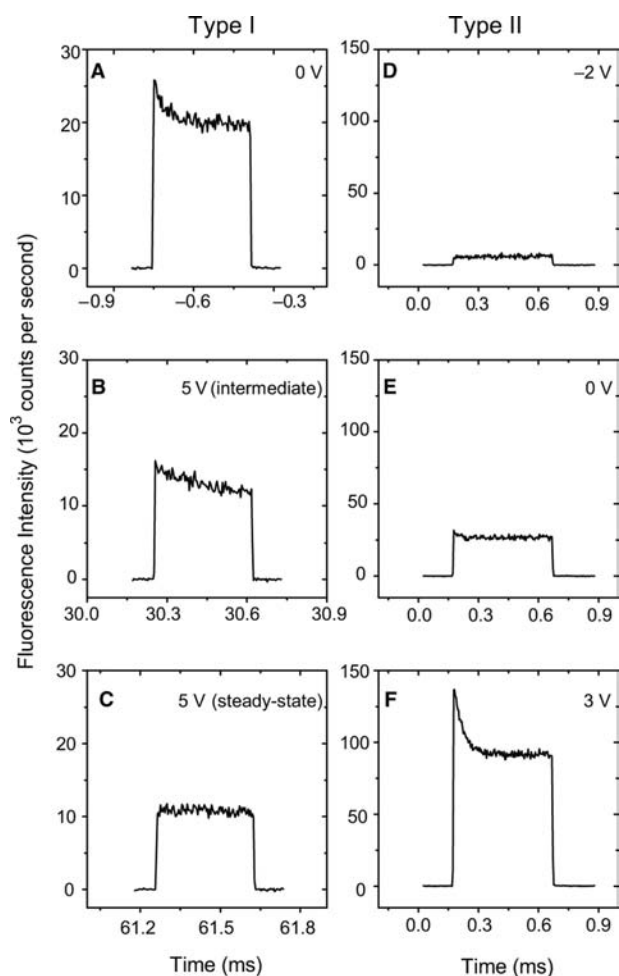 Type I
Type II
Fluorescence Intensity (10³ counts per second)
A
0 V
30
20
10
0
–0.9
–0.6
–0.3
D
–2 V
150
100
50
0
0.0
0.3
0.6
0.9
B
5 V (intermediate)
30
20
10
0
30.0
30.3
30.6
30.9
E
0 V
150
100
50
0
0.0
0.3
0.6
0.9
C
5 V (steady-state)
30
20
10
0
61.2
61.5
61.8
Time (ms)
F
3 V
150
100
50
0
0.0
0.3
0.6
0.9
Time (ms)